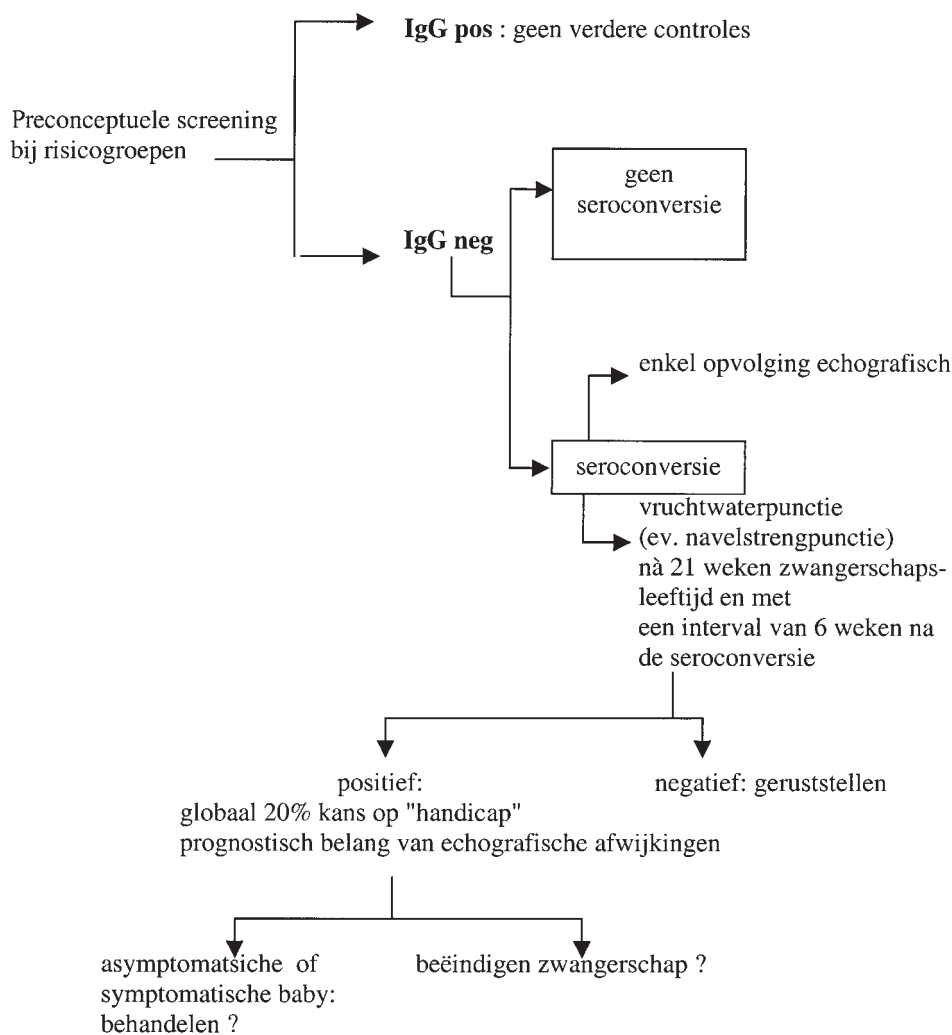 IgG pos : geen verdere controles
Preconceptuele screening
bij risicogroepen
geen
seroconversie
IgG neg
enkel opvolging echografisch
seroconversie
vruchtwaterpunctie
(ev. navelstrengpunctie)
nà 21 weken zwangerschaps-
leeftijd en met
een interval van 6 weken na
de seroconversie
positief:
globaal 20% kans op "handicap"
prognostisch belang van echografische afwijkingen
negatief: geruststellen
asymptomatsiche of
symptomatische baby:
behandelen ?
beëindigen zwangerschap ?